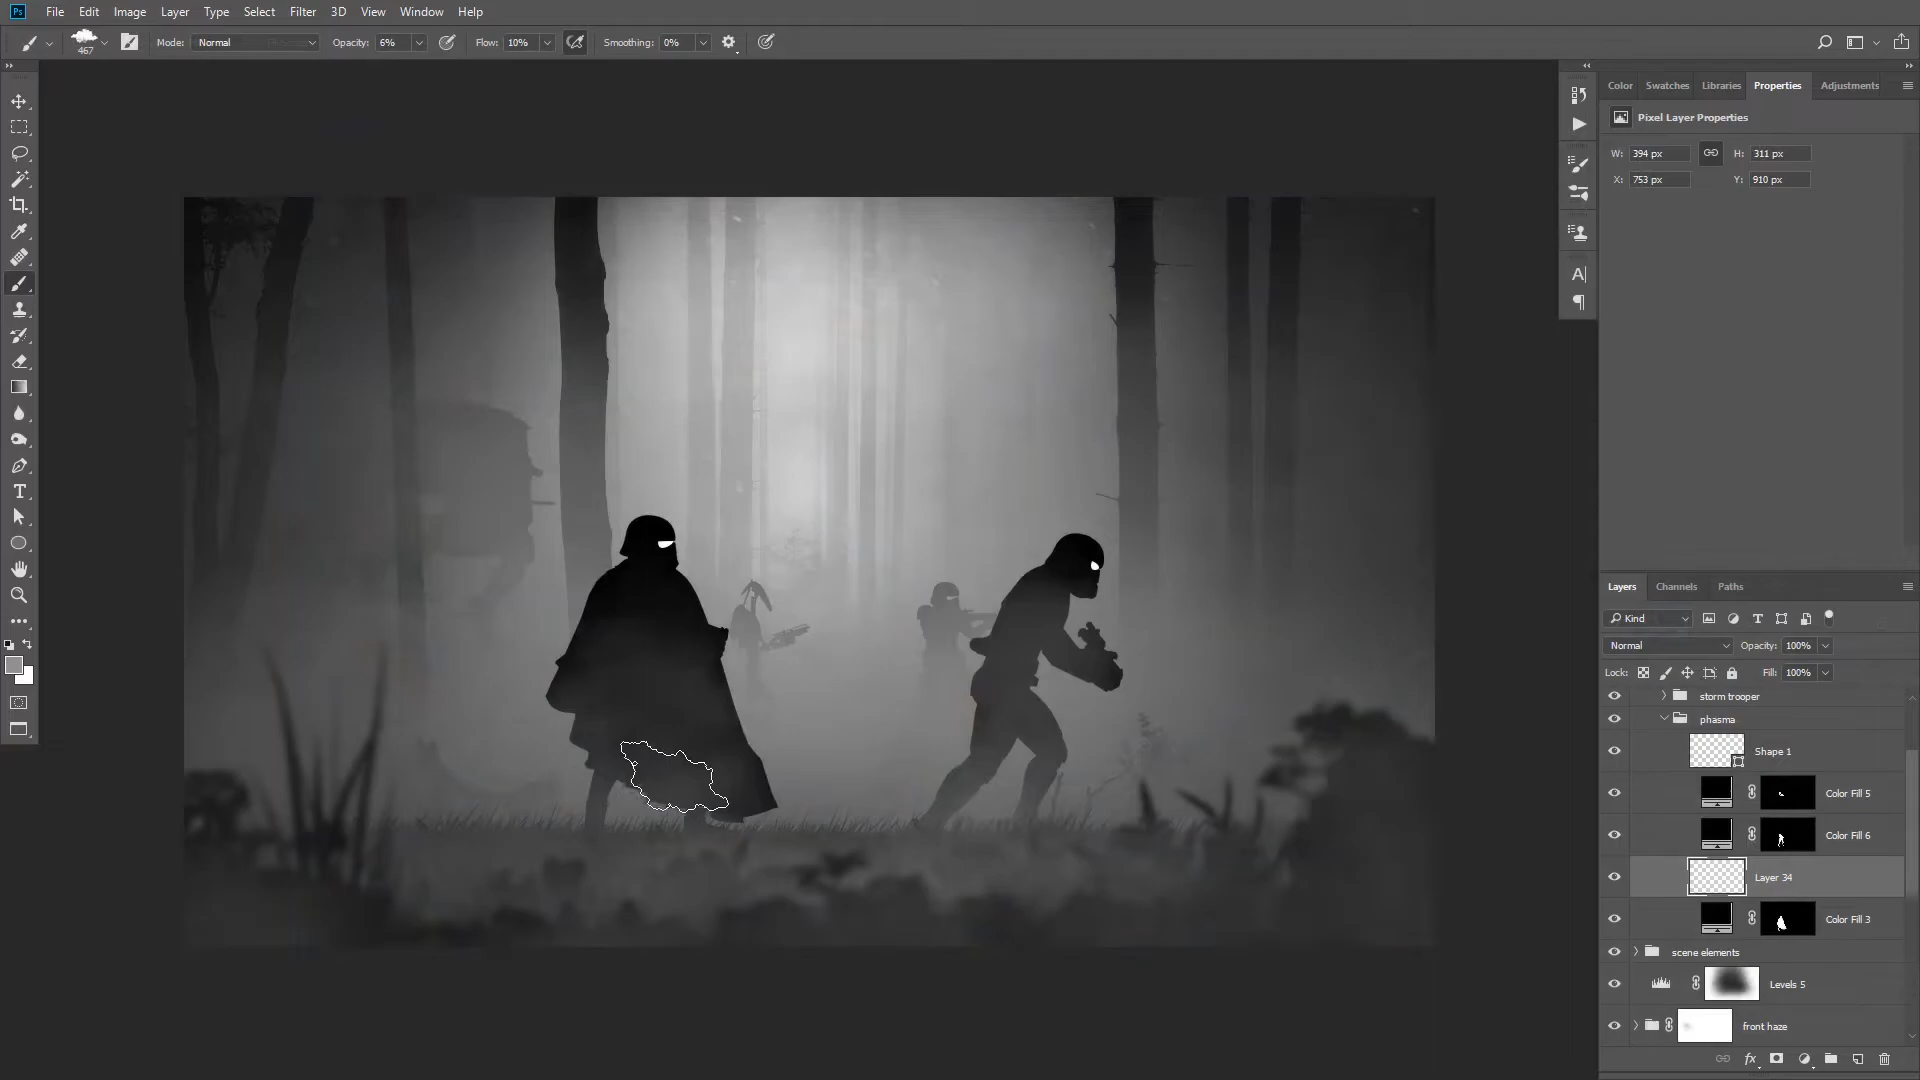 Ps File Edit Image Layer Type Select Filter 3D View Window Help
467 Mode: Normal Opacity: 6% Flow: 10% Smoothing: 0%
Color Swatches Libraries Properties Adjustments
Pixel Layer Properties
W: 394 px H: 311 px
X: 753 px Y: 910 px
Layers Channels Paths
Kind
Normal Opacity: 100%
Lock: Fill: 100%
storm trooper
phasma
Shape 1
Color Fill 5
Color Fill 6
Layer 34
Color Fill 3
scene elements
Levels 5
front haze